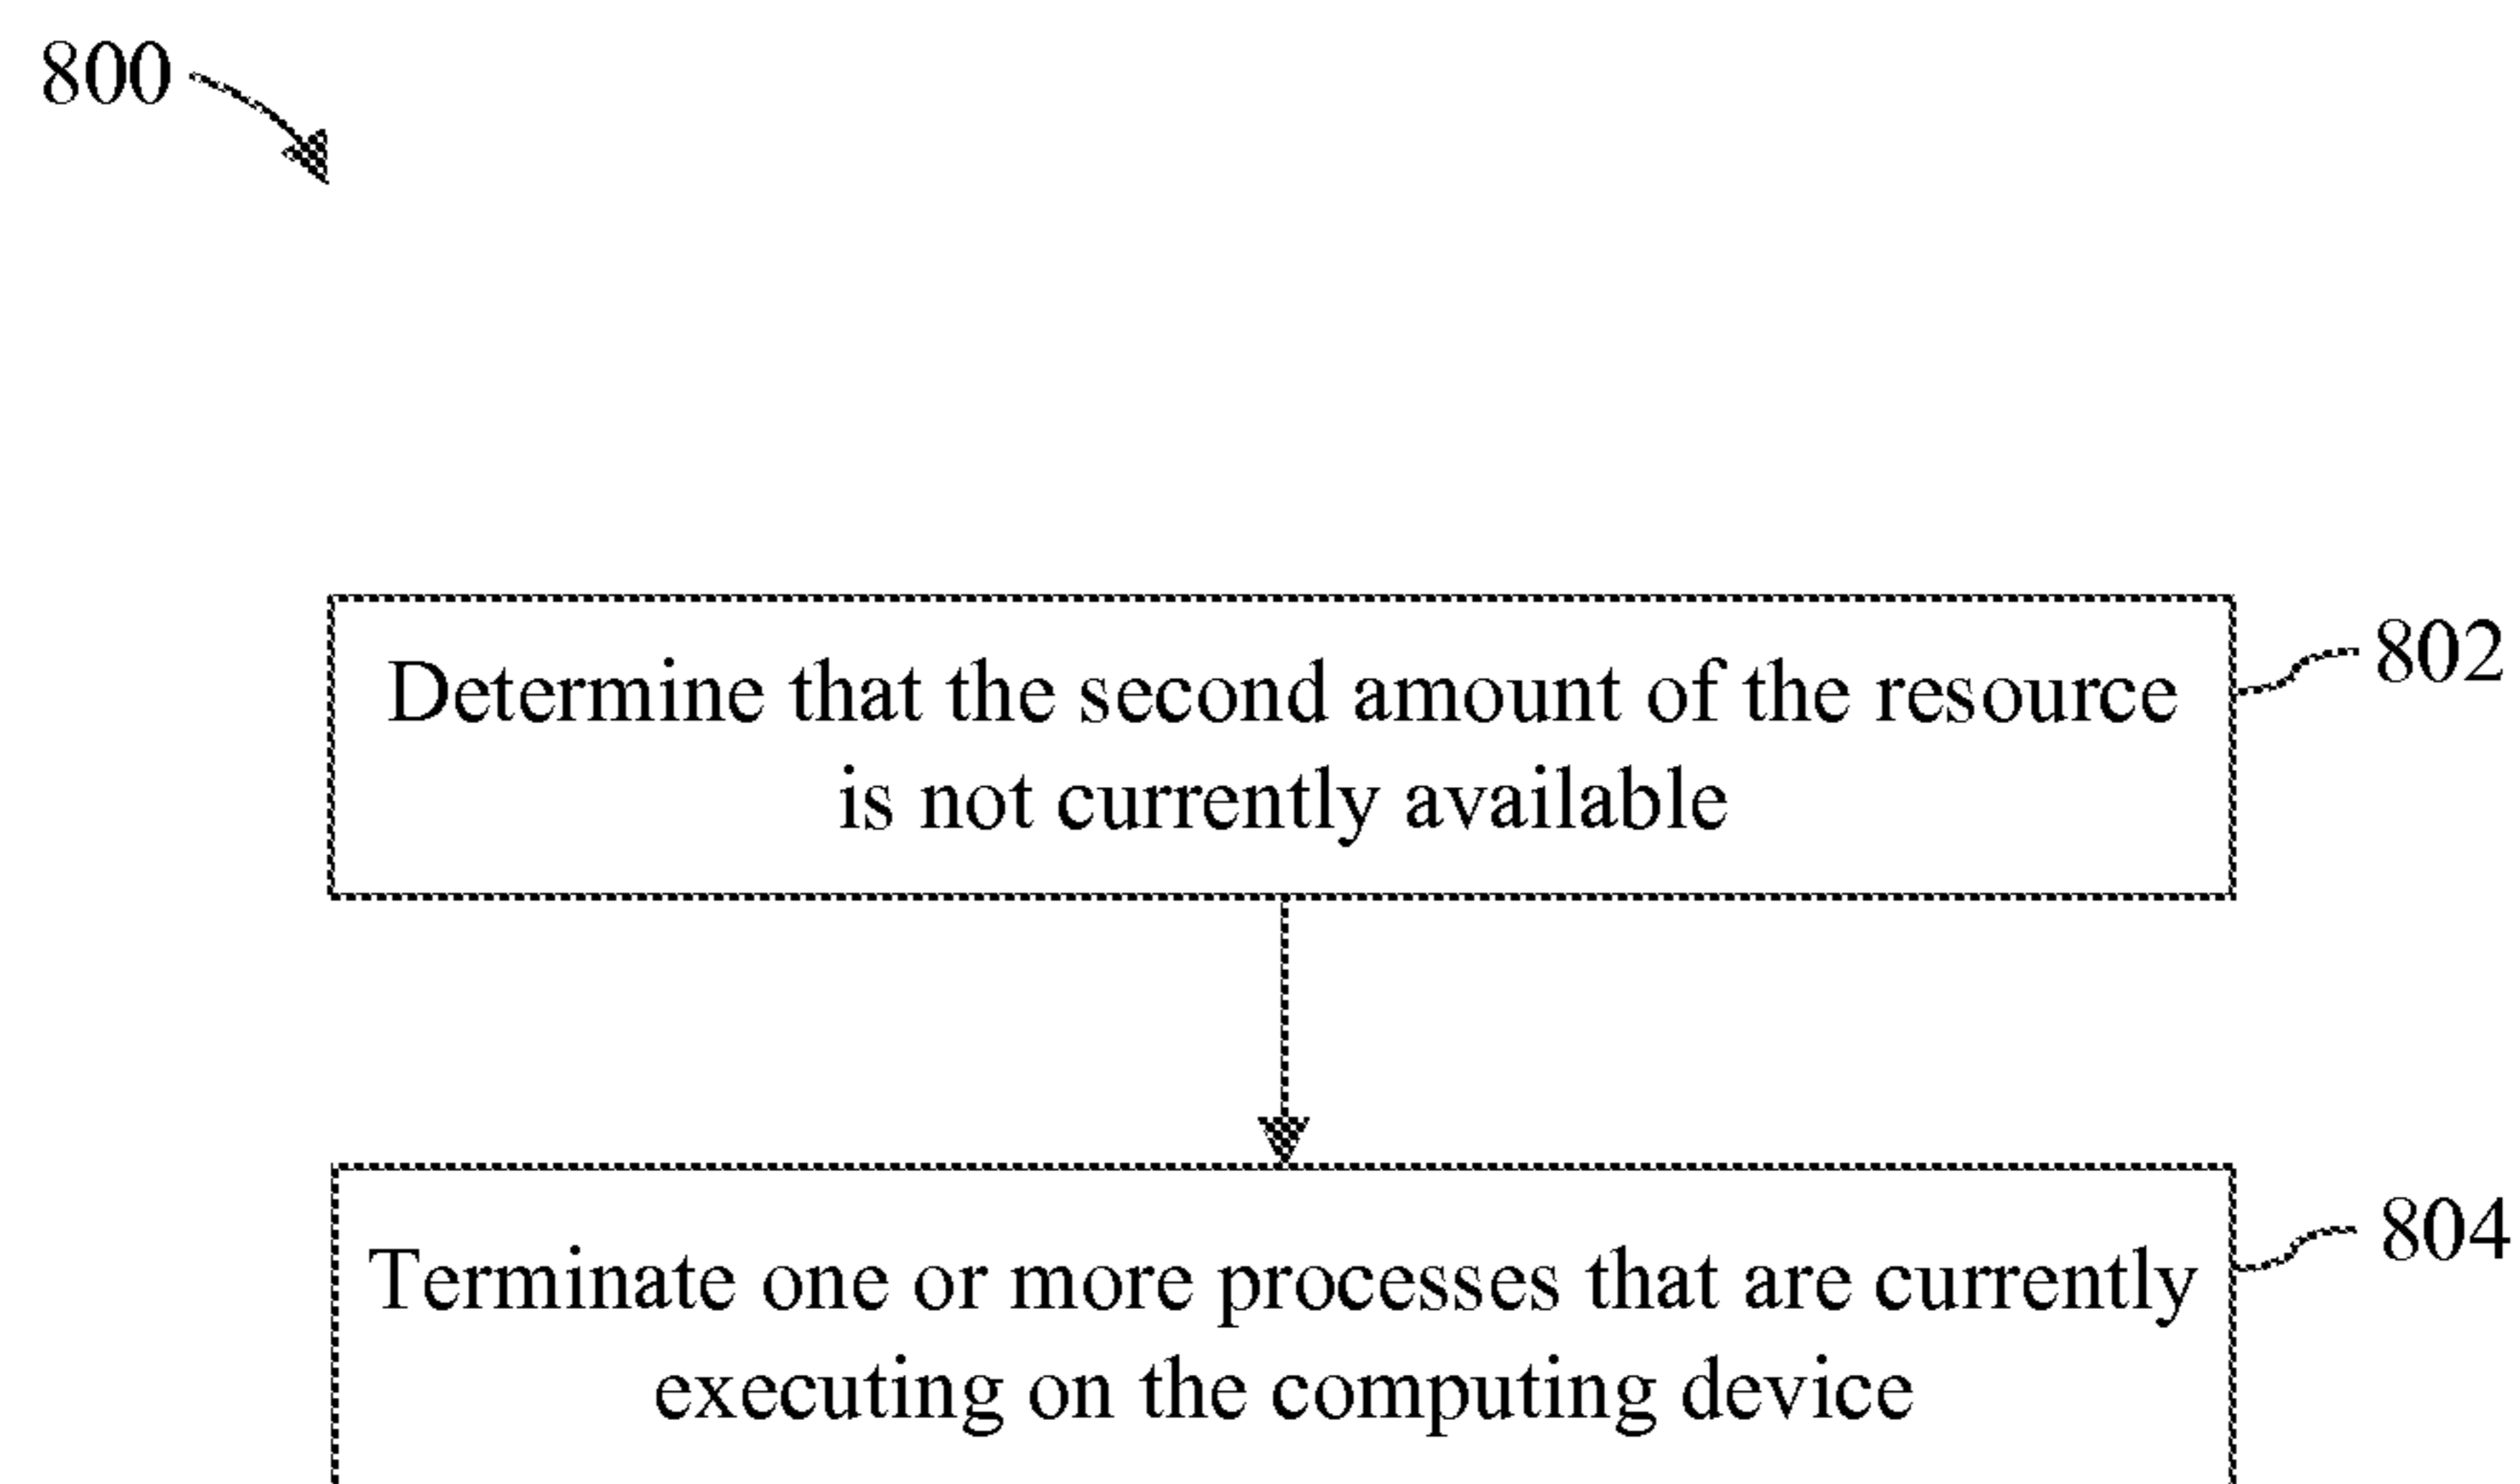 800
Determine that the second amount of the resource
is not currently available
802
Terminate one or more processes that are currently
executing on the computing device
804